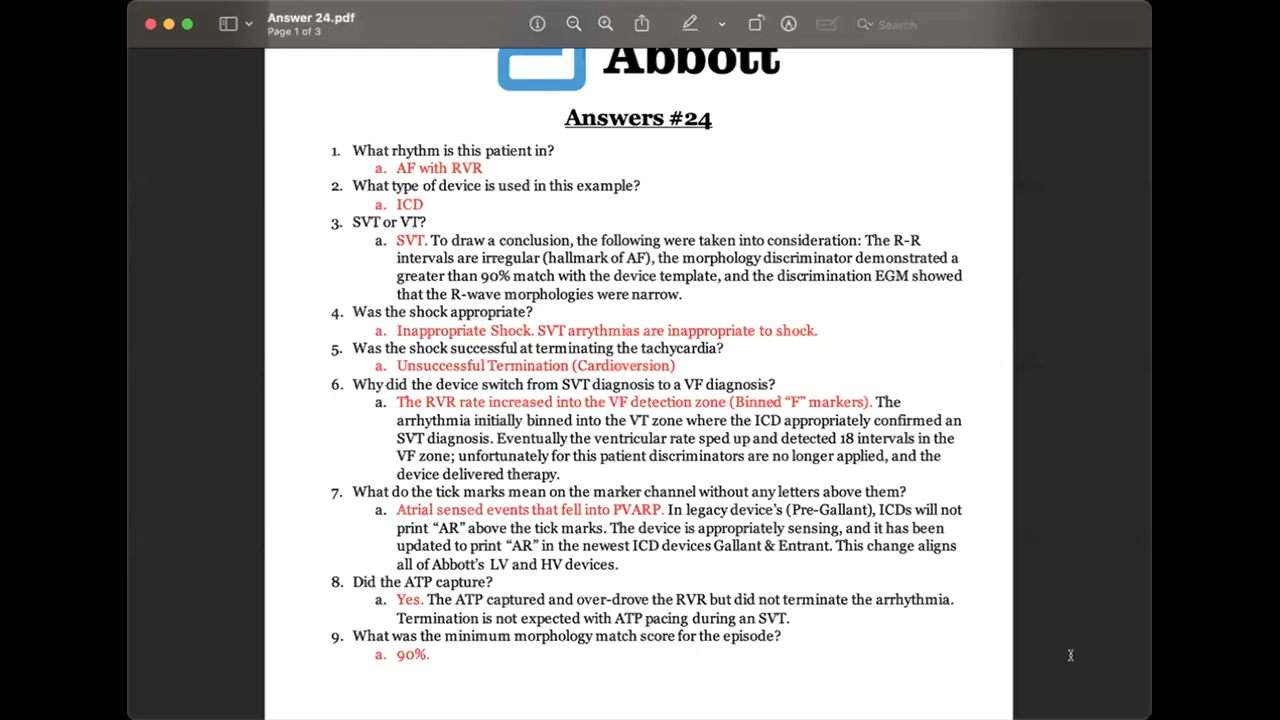 Answer 24.pdf
Page 1 of 3
Search
Abbott
Answers #24
1. What rhythm is this patient in?
a. AF with RVR
2. What type of device is used in this example?
a. ICD
3. SVT or VT?
a. SVT. To draw a conclusion, the following were taken into consideration: The R-R
intervals are irregular (hallmark of AF), the morphology discriminator demonstrated a
greater than 90% match with the device template, and the discrimination EGM showed
that the R-wave morphologies were narrow.
4. Was the shock appropriate?
a. Inappropriate Shock. SVT arrythmias are inappropriate to shock.
5. Was the shock successful at terminating the tachycardia?
a. Unsuccessful Termination (Cardioversion)
6. Why did the device switch from SVT diagnosis to a VF diagnosis?
a. The RVR rate increased into the VF detection zone (Binned “F” markers). The
arrhythmia initially binned into the VT zone where the ICD appropriately confirmed an
SVT diagnosis. Eventually the ventricular rate sped up and detected 18 intervals in the
VF zone; unfortunately for this patient discriminators are no longer applied, and the
device delivered therapy.
7. What do the tick marks mean on the marker channel without any letters above them?
a. Atrial sensed events that fell into PVARP. In legacy device’s (Pre-Gallant), ICDs will not
print “AR” above the tick marks. The device is appropriately sensing, and it has been
updated to print “AR” in the newest ICD devices Gallant & Entrant. This change aligns
all of Abbott’s LV and HV devices.
8. Did the ATP capture?
a. Yes. The ATP captured and over-drove the RVR but did not terminate the arrhythmia.
Termination is not expected with ATP pacing during an SVT.
9. What was the minimum morphology match score for the episode?
a. 90%.